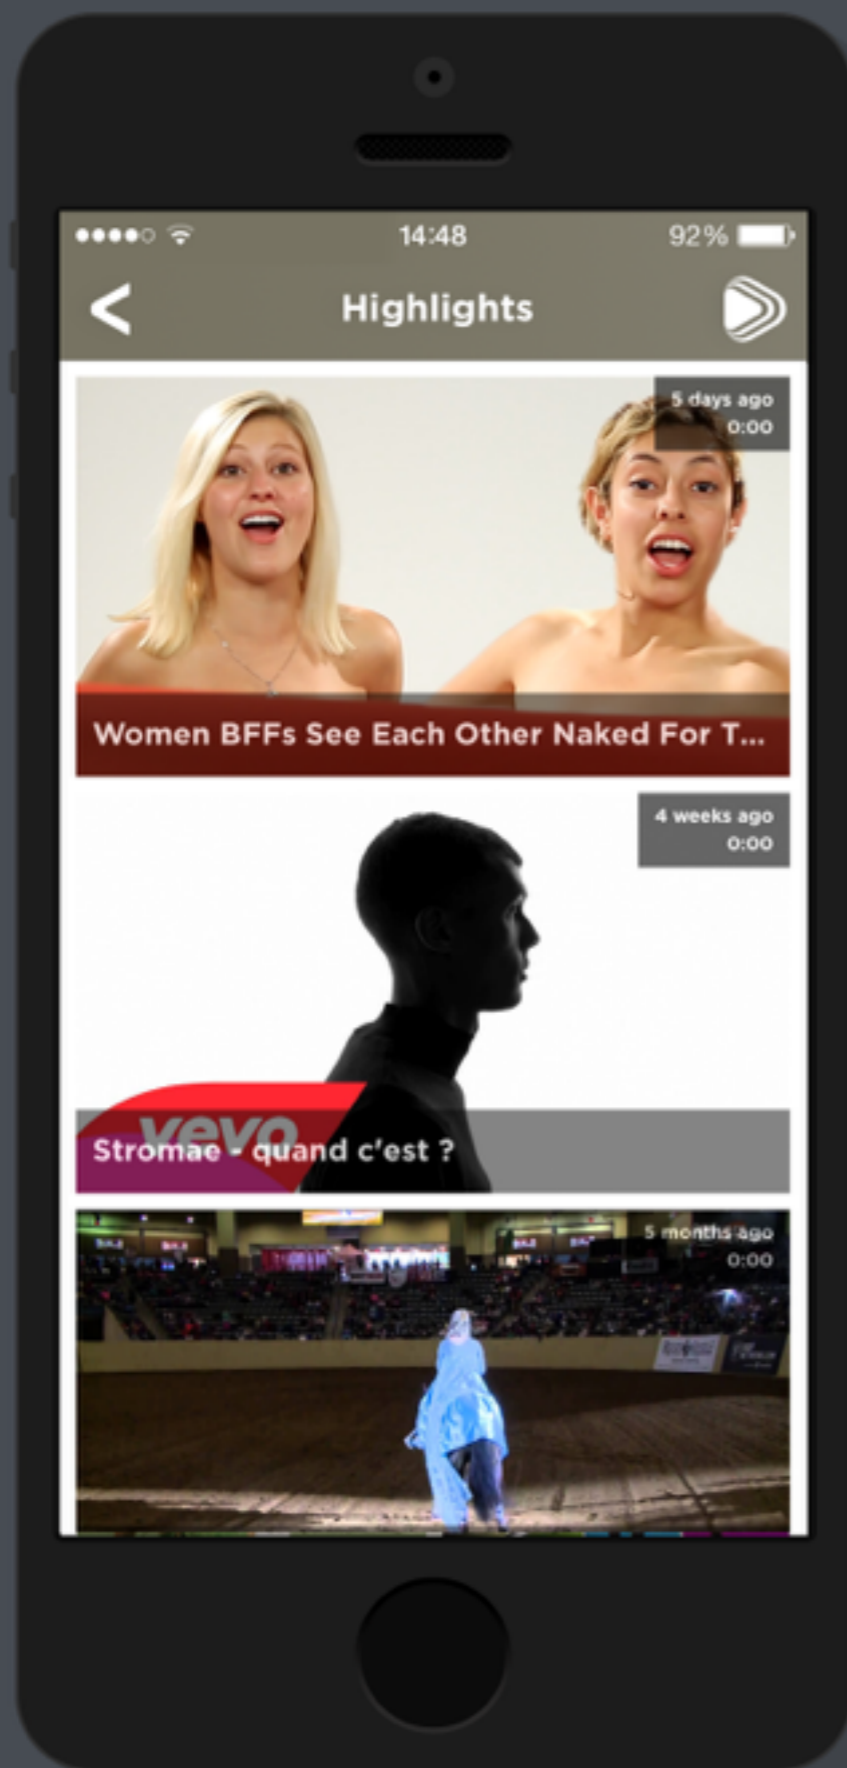 14:48
92%
Highlights
5 days ago
0:00
Women BFFs See Each Other Naked For T...
4 weeks ago
0:00
vevo
Stromae - quand c'est ?
5 months ago
0:00